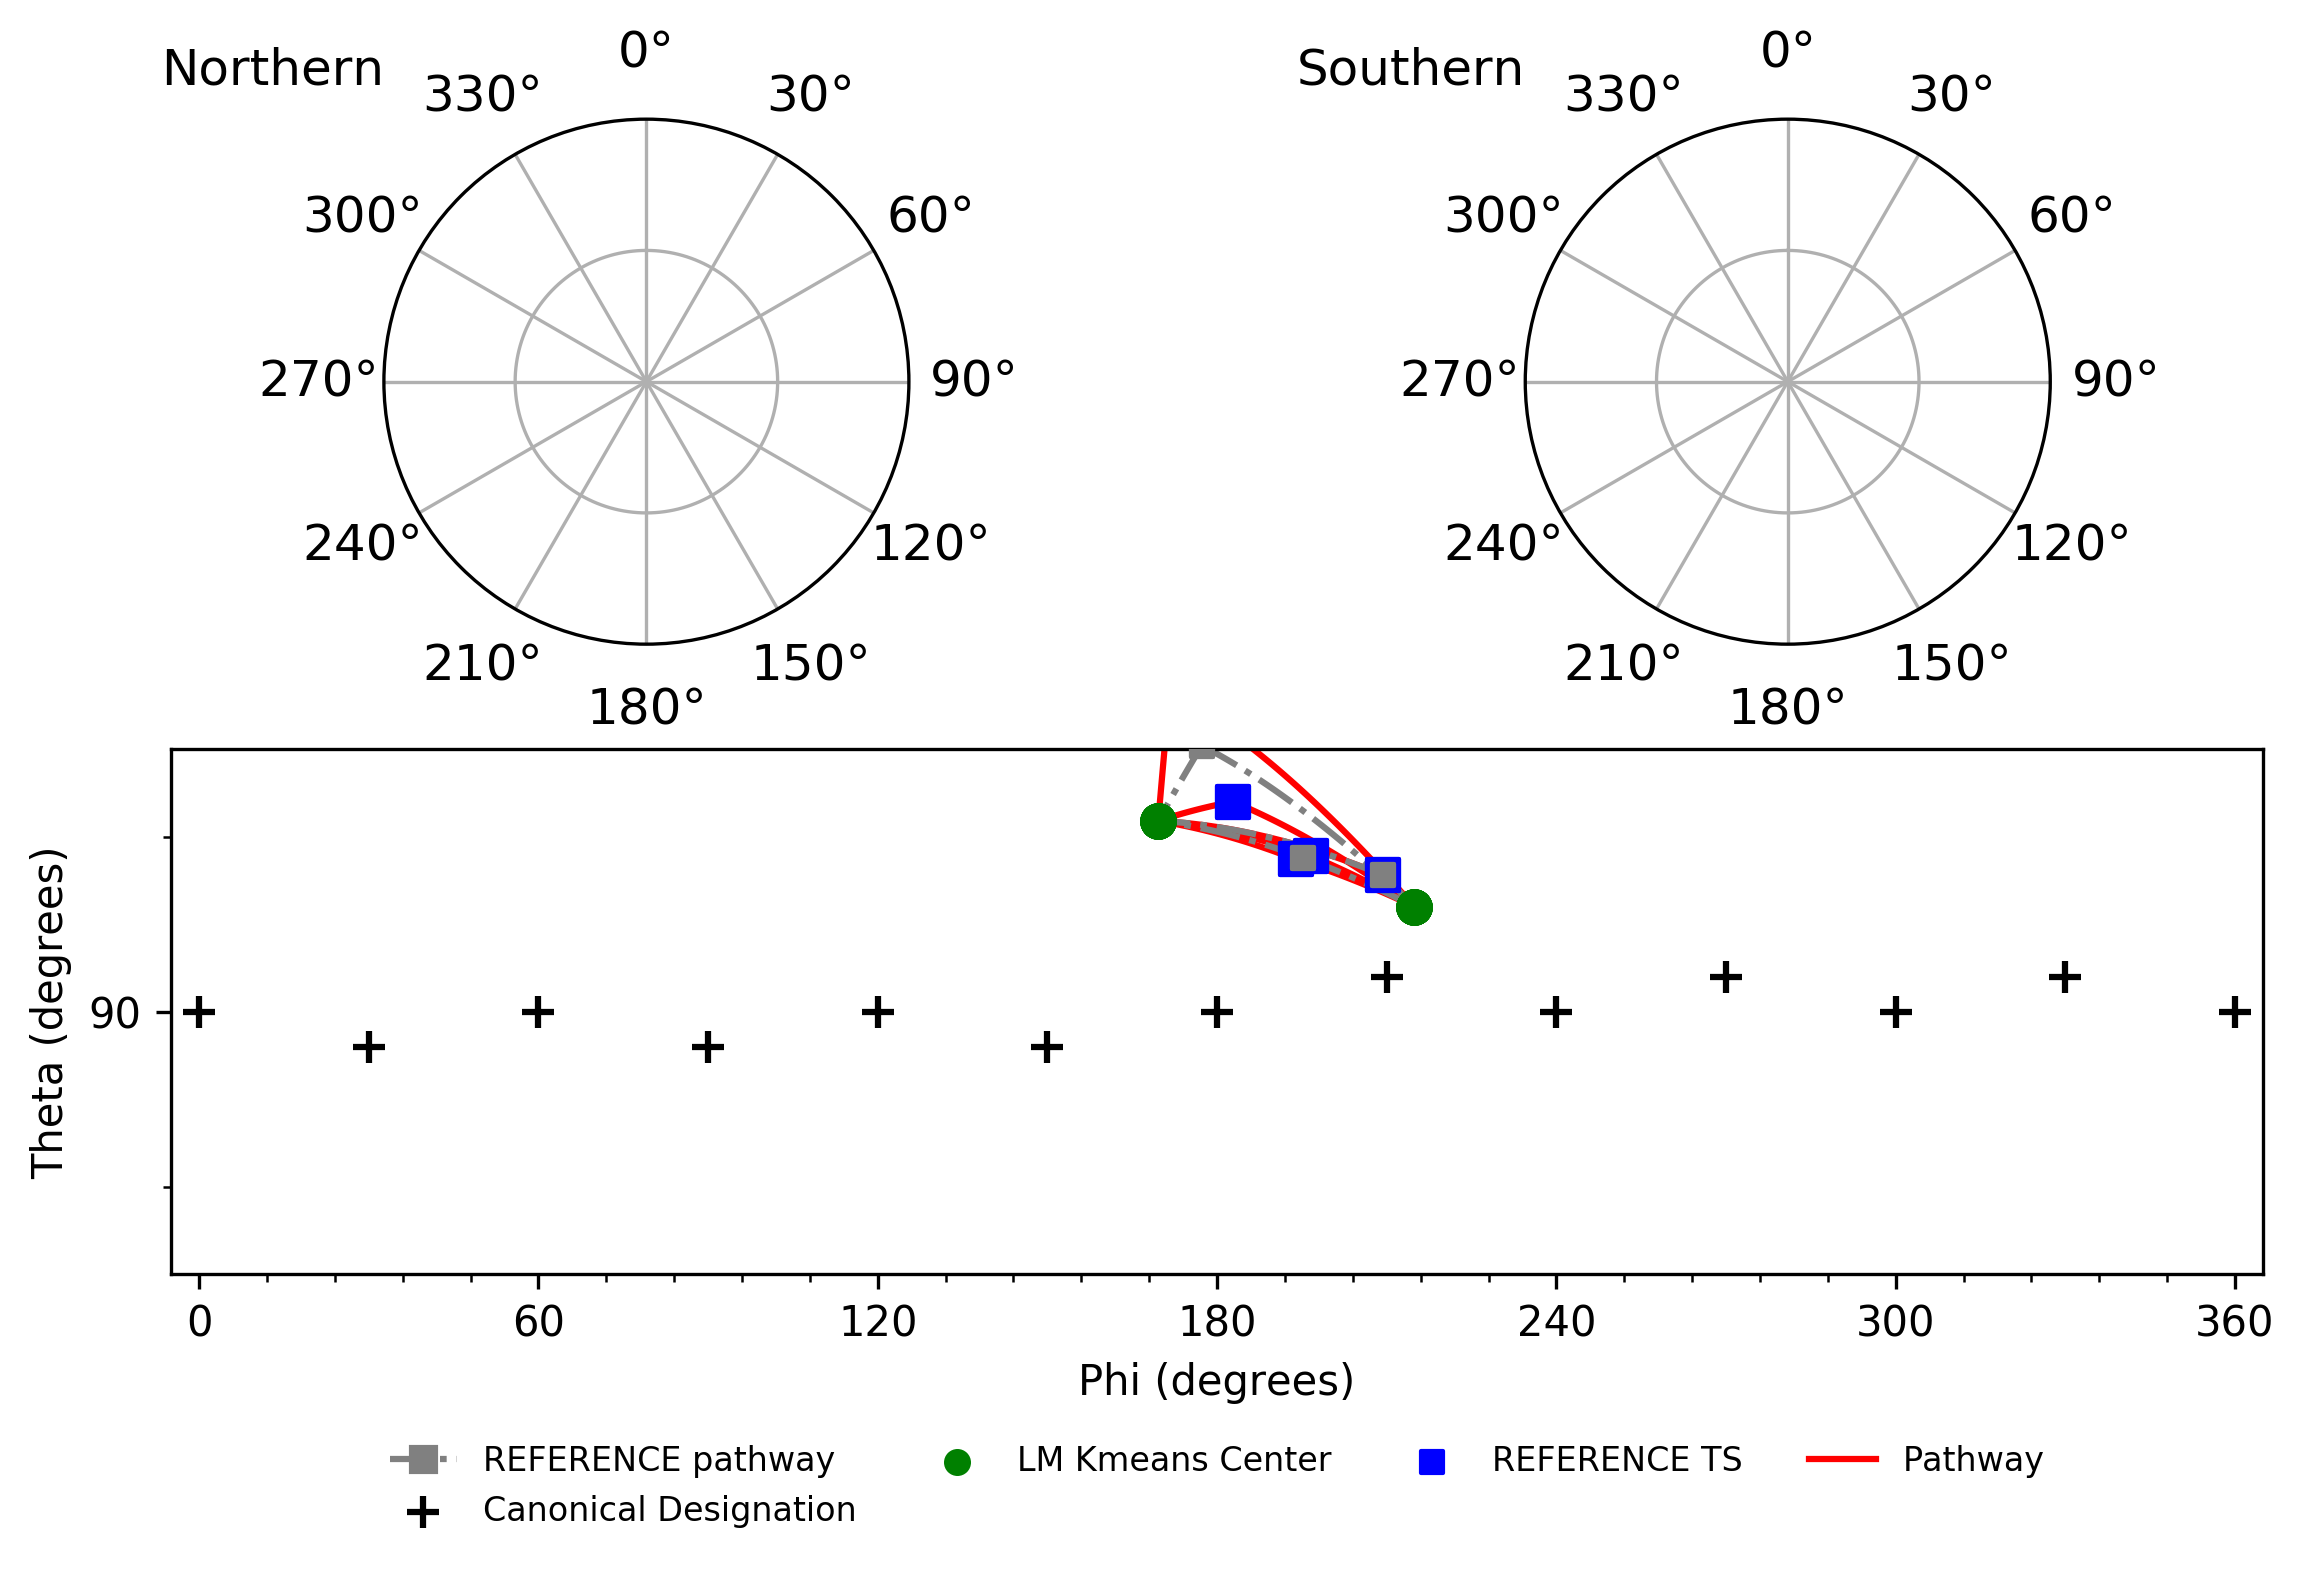 Northern
0°
330°
30°
300°
60°
270°
90°
240°
120°
210°
150°
180°
Southern
0°
330°
30°
300°
60°
270°
90°
240°
120°
210°
150°
180°
Theta (degrees)
90
0 60 120 180 240 300 360
Phi (degrees)
REFERENCE pathway
Canonical Designation
LM Kmeans Center
REFERENCE TS
Pathway